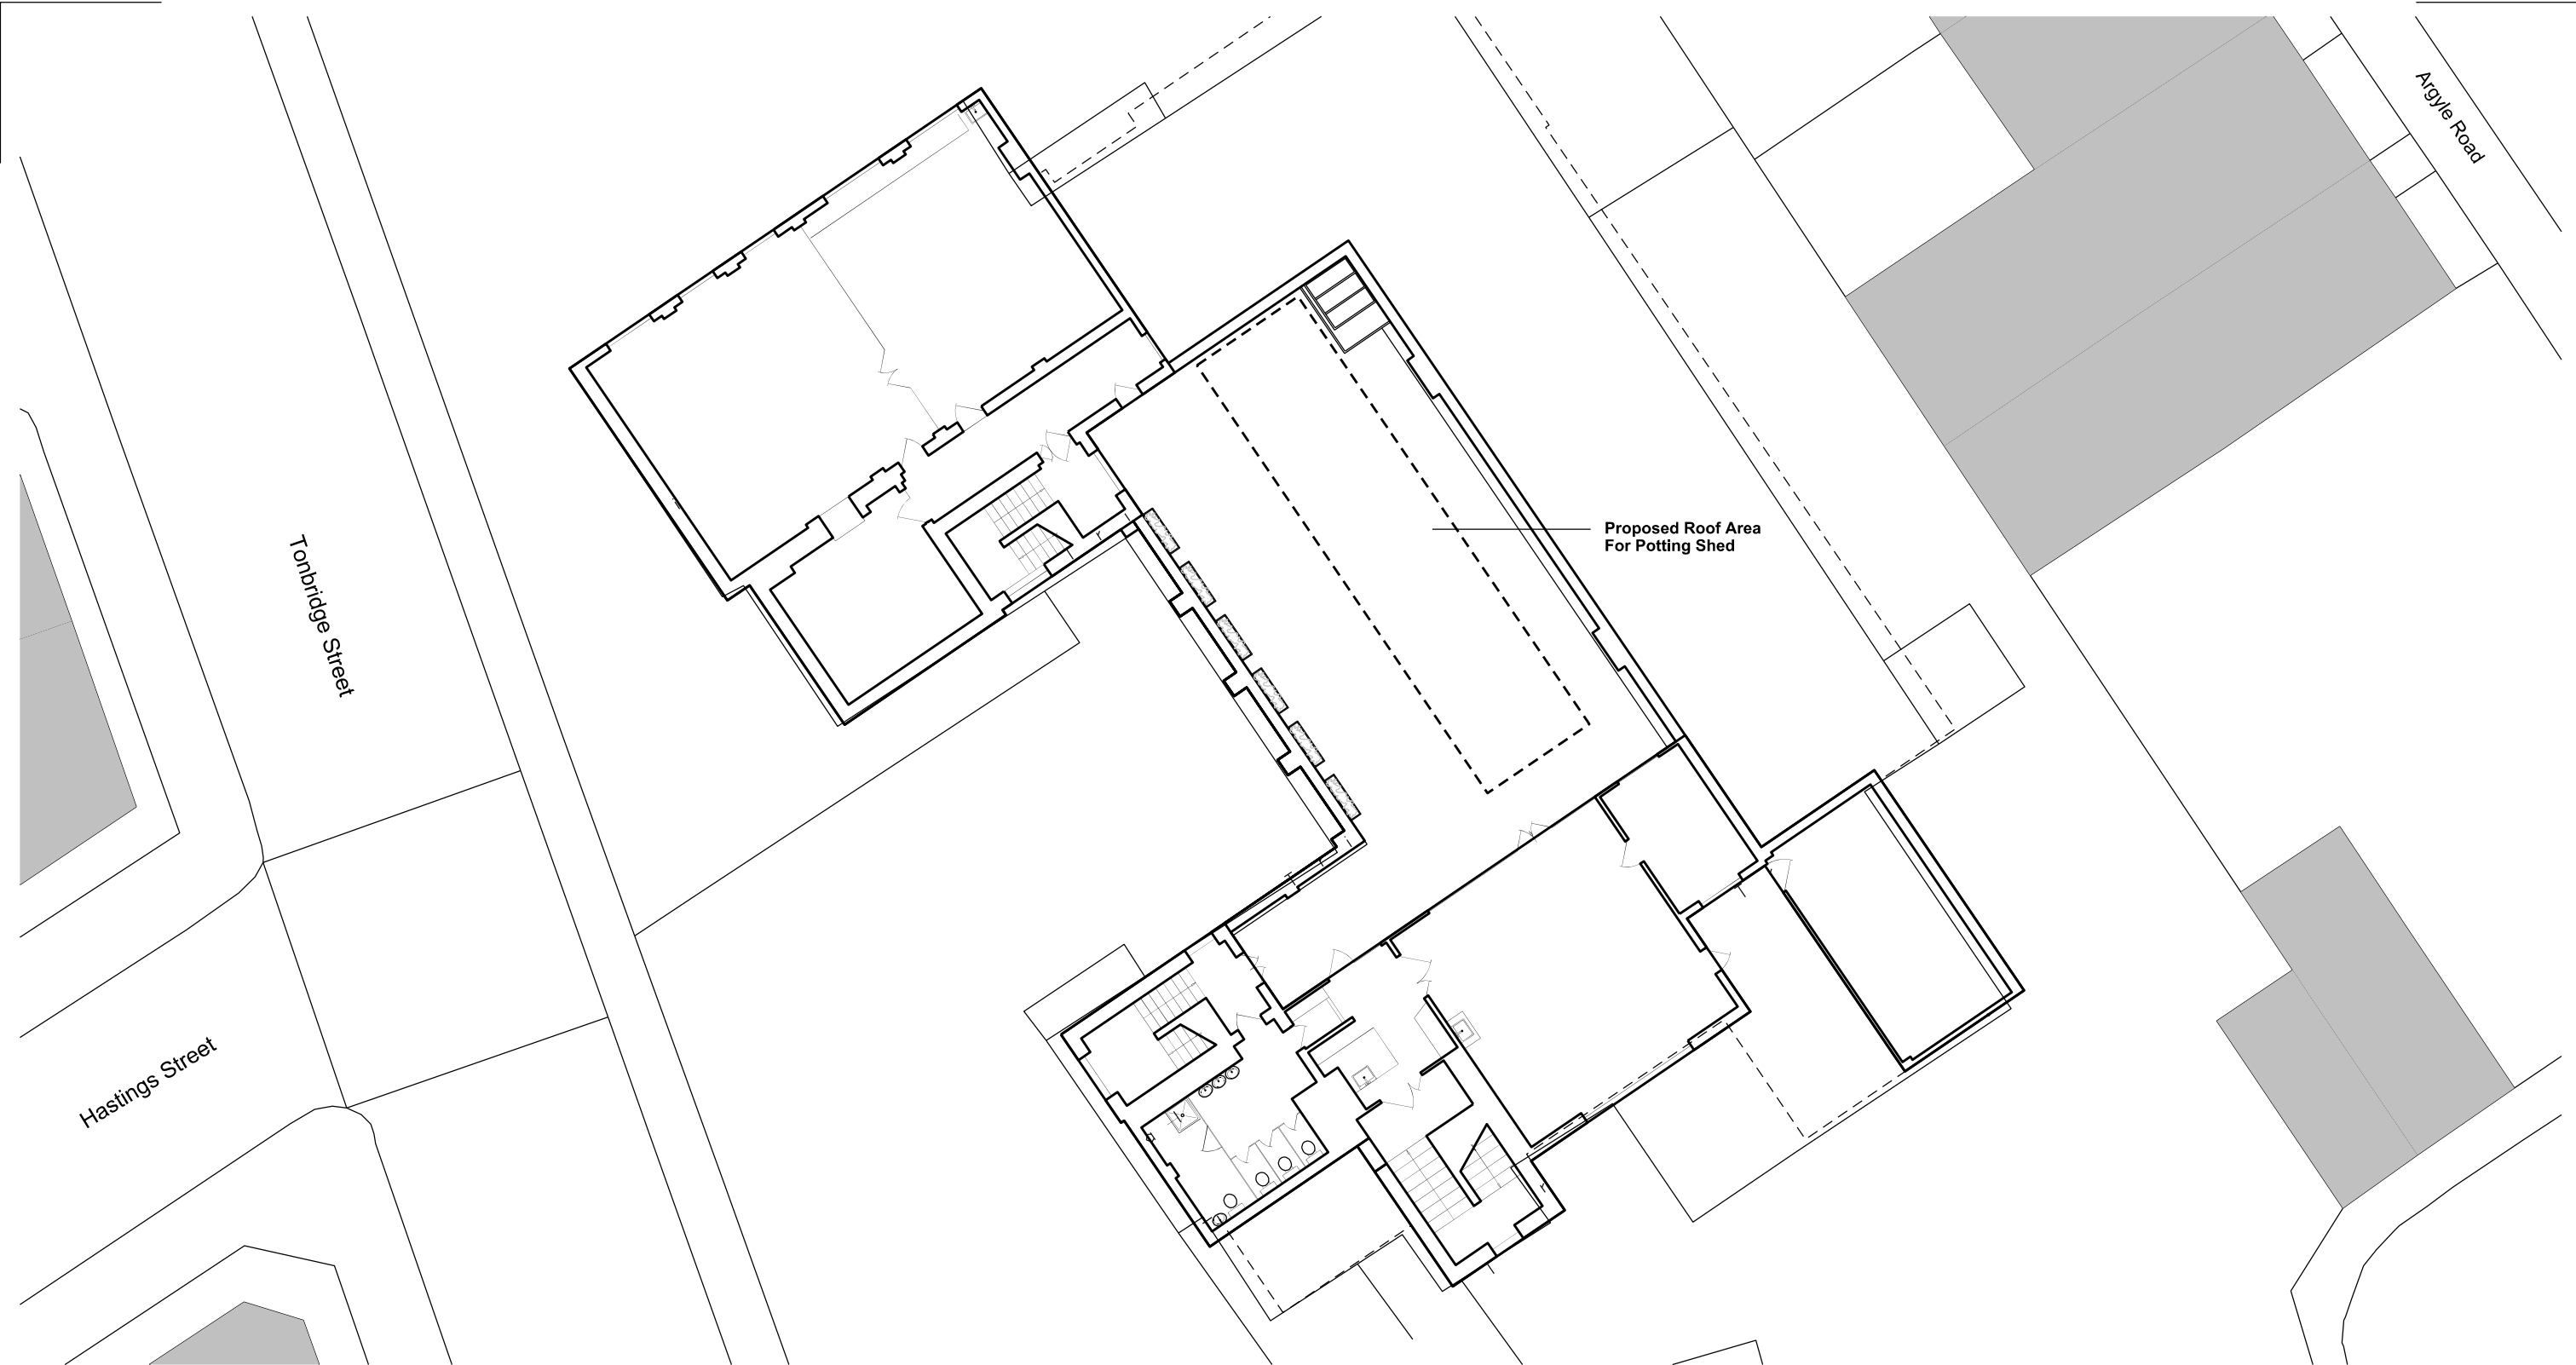 Argyle Road
Proposed Roof Area
For Potting Shed
Tonbridge Street
Hastings Street